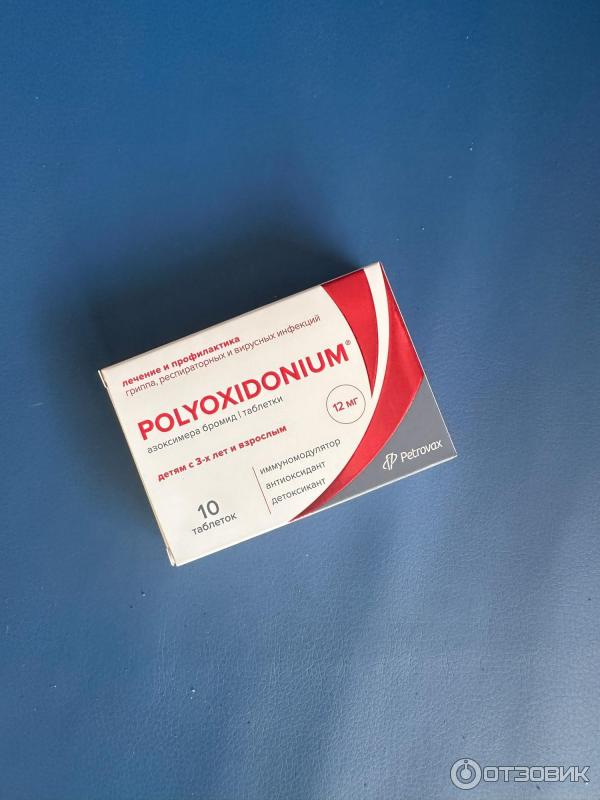 лечение и профилактика
гриппа, респираторных и вирусных инфекций
POLYOXIDONIUM®
азоксимера бромид | таблетки
12 мг
детям с 3-х лет и взрослым
иммуномодулятор
антиоксидант
детоксикант
10
таблеток
Petrovax
ОТЗОВИК